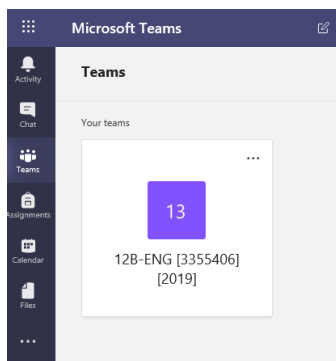 Microsoft Teams
Activity
Chat
Teams
Assignments
Calendar
Files
Teams
Your teams
13
12B-ENG [3355406]
[2019]